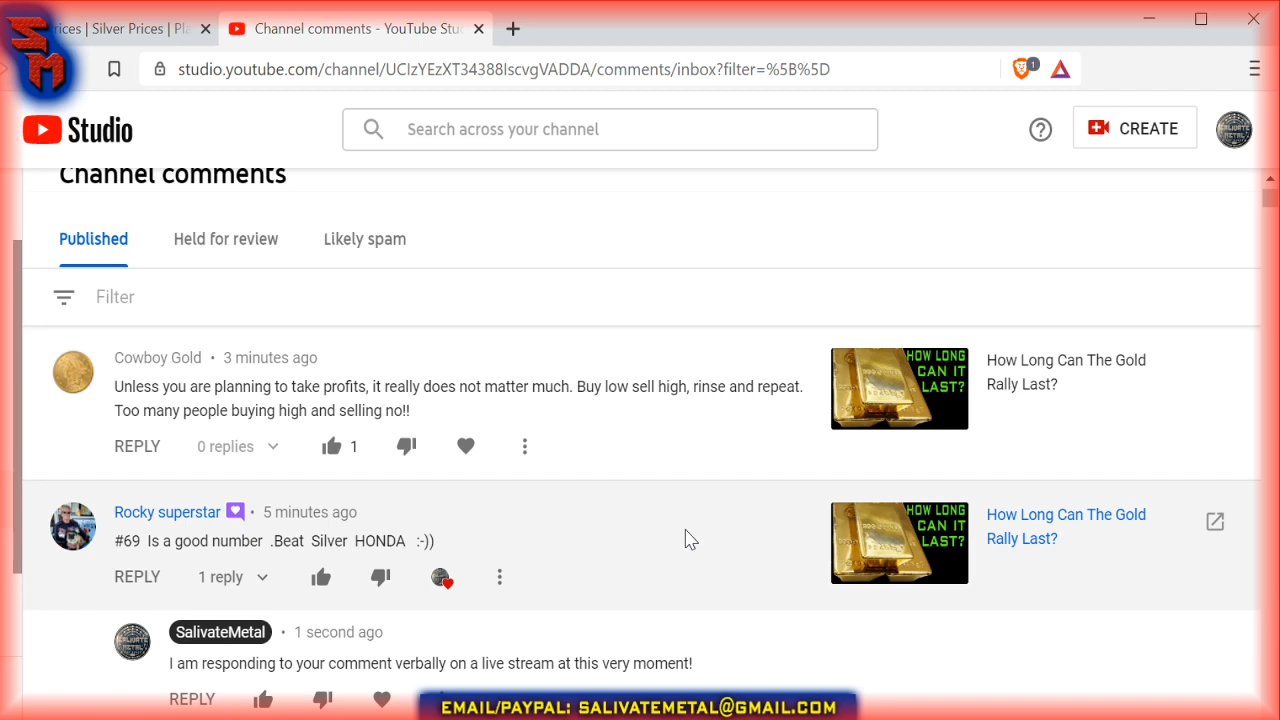 SM
rices | Silver Prices | Pla
Channel comments - YouTube Stu
studio.youtube.com/channel/UCIzYEzXT34388IscvgVADDA/comments/inbox?filter=%5B%5D
1
Studio
Search across your channel
CREATE
Channel comments
Published
Held for review
Likely spam
Filter
Cowboy Gold • 3 minutes ago
Unless you are planning to take profits, it really does not matter much. Buy low sell high, rinse and repeat.
Too many people buying high and selling no!!
REPLY 0 replies 1
HOW LONG
CAN IT
LAST?
How Long Can The Gold
Rally Last?
Rocky superstar • 5 minutes ago
#69 Is a good number .Beat Silver HONDA :-))
REPLY 1 reply
HOW LONG
CAN IT
LAST?
How Long Can The Gold
Rally Last?
SalivateMetal • 1 second ago
I am responding to your comment verbally on a live stream at this very moment!
REPLY
EMAIL/PAYPAL: SALIVATEMETAL@GMAIL.COM